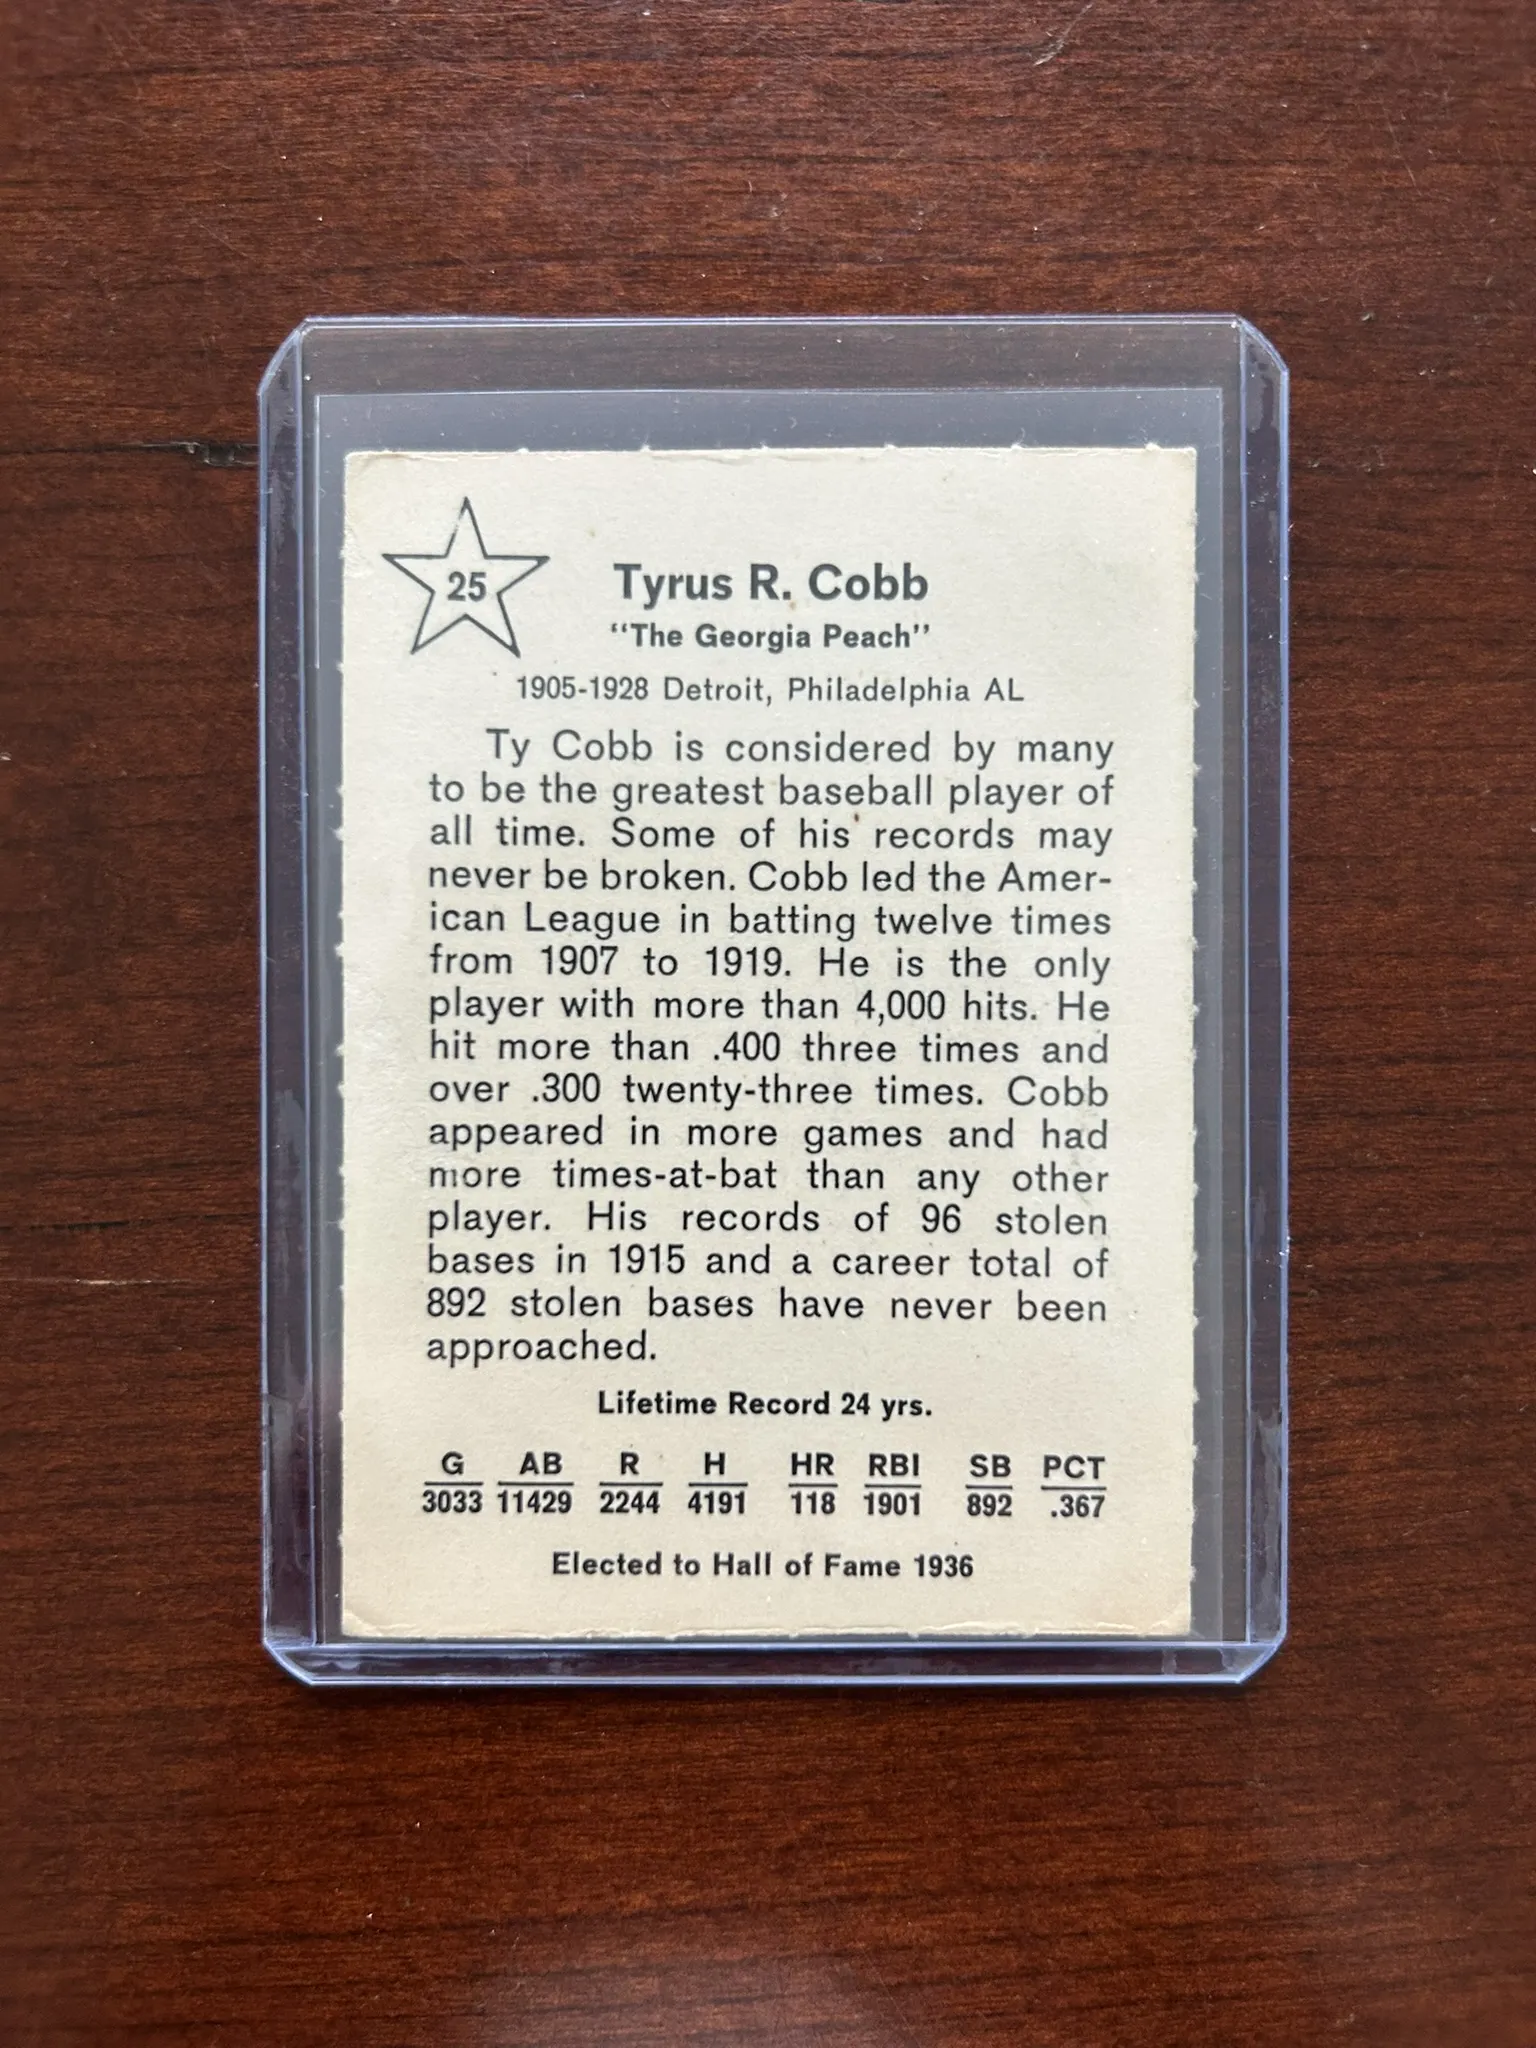 25
Tyrus R. Cobb
"The Georgia Peach"
1905-1928 Detroit, Philadelphia AL
Ty Cobb is considered by many
to be the greatest baseball player of
all time. Some of his records may
never be broken. Cobb led the Amer-
ican League in batting twelve times
from 1907 to 1919. He is the only
player with more than 4,000 hits. He
hit more than .400 three times and
over .300 twenty-three times. Cobb
appeared in more games and had
more times-at-bat than any other
player. His records of 96 stolen
bases in 1915 and a career total of
892 stolen bases have never been
approached.
Lifetime Record 24 yrs.
G AB R H HR RBI SB PCT
3033 11429 2244 4191 118 1901 892 .367
Elected to Hall of Fame 1936